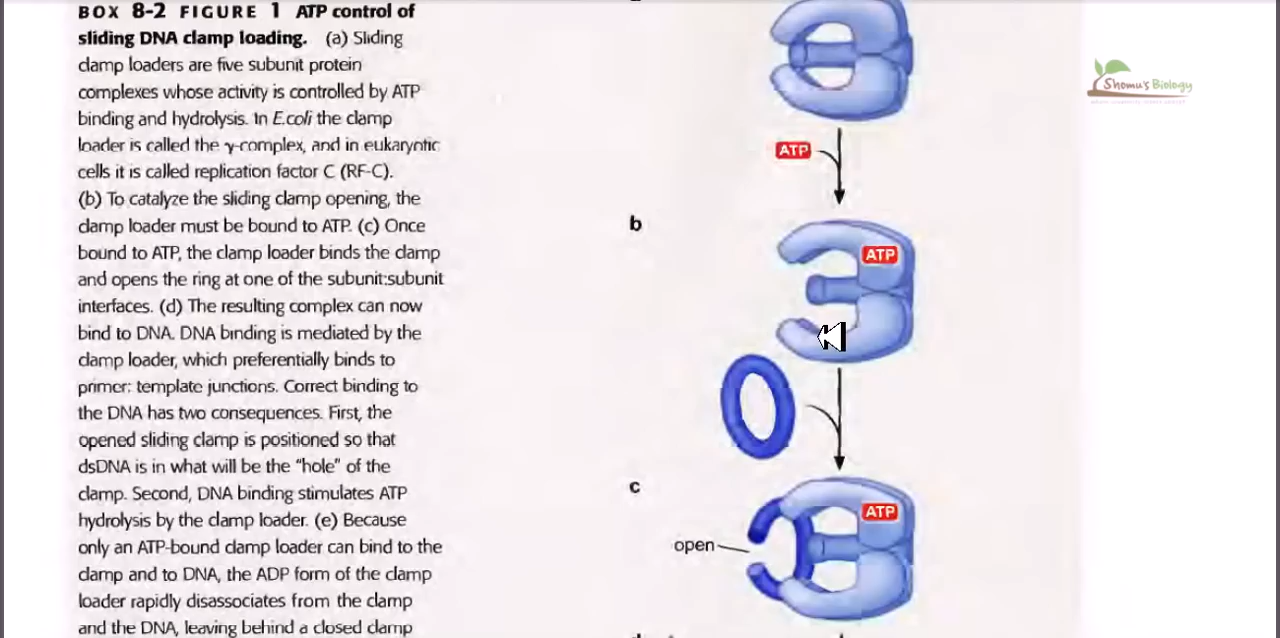 BOX 8-2 FIGURE 1 ATP control of
sliding DNA clamp loading. (a) Sliding
clamp loaders are five subunit protein
complexes whose activity is controlled by ATP
binding and hydrolysis. In E.coli the clamp
loader is called the γ-complex, and in eukaryotic
cells it is called replication factor C (RF-C).
(b) To catalyze the sliding clamp opening, the
clamp loader must be bound to ATP. (c) Once
bound to ATP, the clamp loader binds the clamp
and opens the ring at one of the subunit:subunit
interfaces. (d) The resulting complex can now
bind to DNA. DNA binding is mediated by the
clamp loader, which preferentially binds to
primer: template junctions. Correct binding to
the DNA has two consequences. First, the
opened sliding clamp is positioned so that
dsDNA is in what will be the “hole” of the
clamp. Second, DNA binding stimulates ATP
hydrolysis by the clamp loader. (e) Because
only an ATP-bound clamp loader can bind to the
clamp and to DNA, the ADP form of the clamp
loader rapidly disassociates from the clamp
and the DNA, leaving behind a closed clamp
ATP
b
ATP
c
ATP
open
Shomu's Biology